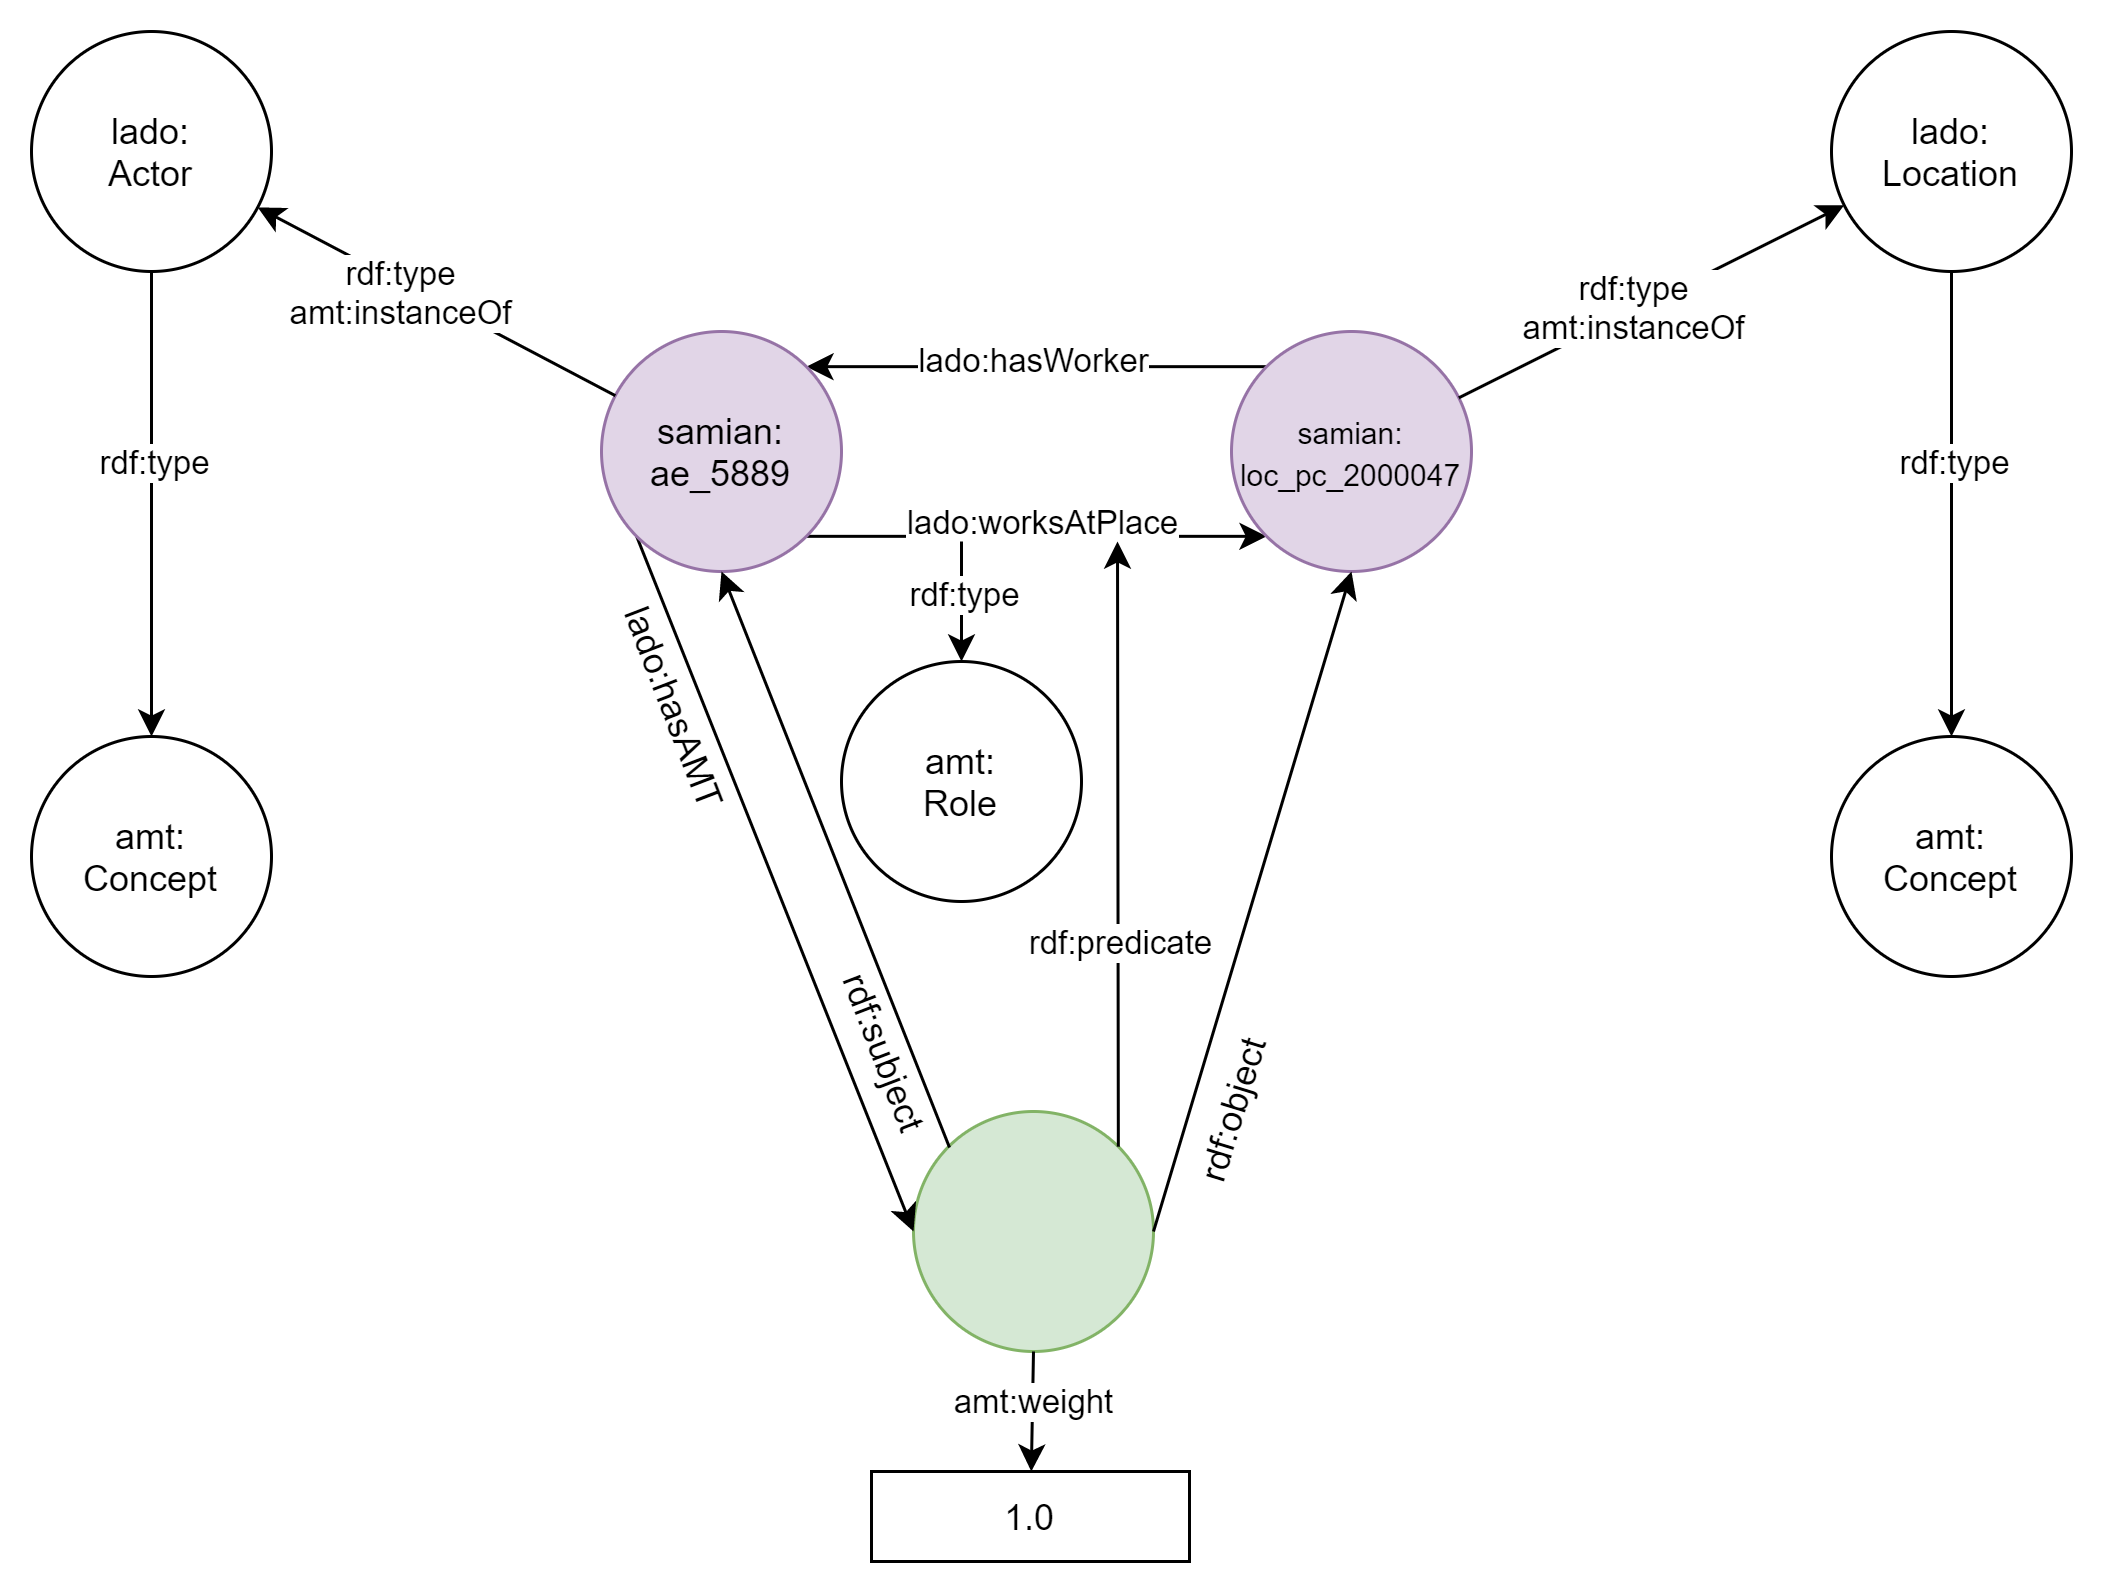 lado:
Actor
lado:
Location
rdf:type
amt:instanceOf
rdf:type
amt:instanceOf
lado:hasWorker
samian:
ae_5889
samian:
loc_pc_2000047
rdf:type
rdf:type
lado:worksAtPlace
rdf:type
lado:hasAMT
amt:
Role
amt:
Concept
amt:
Concept
rdf:predicate
rdf:subject
rdf:object
amt:weight
1.0